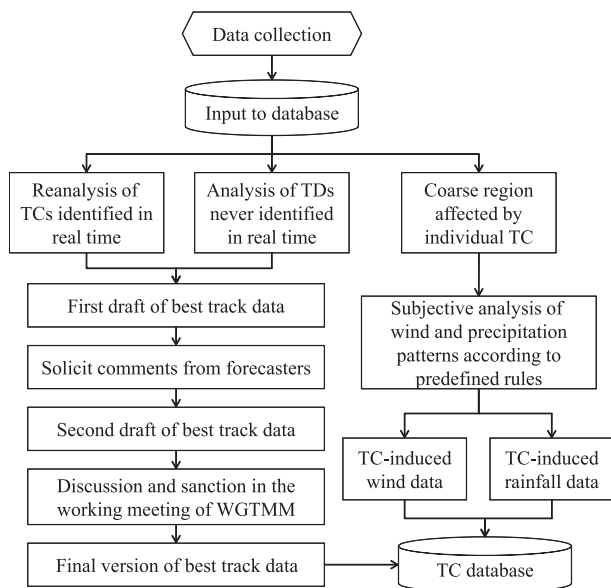 Data collection
Input to database
Reanalysis of
TCs identified in
real time
Analysis of TDs
never identified
in real time
Coarse region
affected by
individual TC
First draft of best track data
Solicit comments from forecasters
Second draft of best track data
Discussion and sanction in the
working meeting of WGTMM
Final version of best track data
Subjective analysis of
wind and precipitation
patterns according to
predefined rules
TC-induced
wind data
TC-induced
rainfall data
TC database